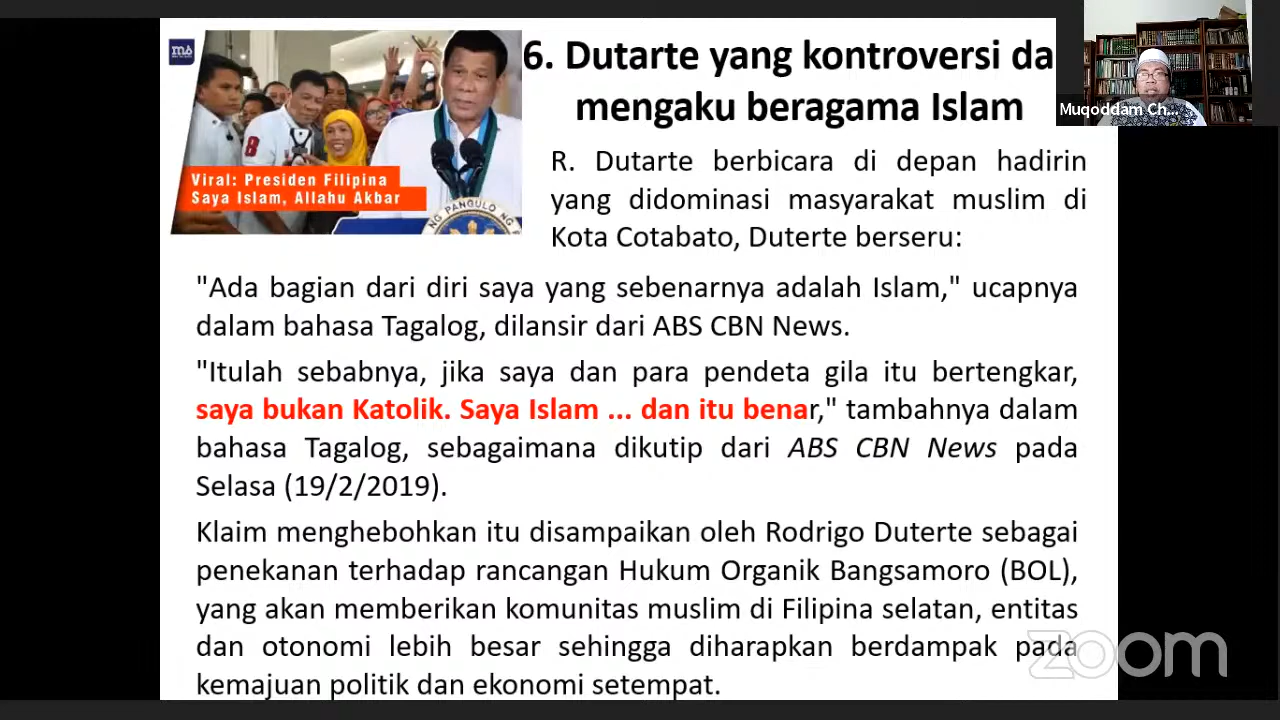 6. Dutarte yang kontroversi da
mengaku beragama Islam
Muqoddam Ch...
ms
8
Viral: Presiden Filipina
Saya Islam, Allahu Akbar
NG PANGULO NG
R. Dutarte berbicara di depan hadirin
yang didominasi masyarakat muslim di
Kota Cotabato, Duterte berseru:
"Ada bagian dari diri saya yang sebenarnya adalah Islam," ucapnya
dalam bahasa Tagalog, dilansir dari ABS CBN News.
"Itulah sebabnya, jika saya dan para pendeta gila itu bertengkar,
saya bukan Katolik. Saya Islam ... dan itu benar," tambahnya dalam
bahasa Tagalog, sebagaimana dikutip dari ABS CBN News pada
Selasa (19/2/2019).
Klaim menghebohkan itu disampaikan oleh Rodrigo Duterte sebagai
penekanan terhadap rancangan Hukum Organik Bangsamoro (BOL),
yang akan memberikan komunitas muslim di Filipina selatan, entitas
dan otonomi lebih besar sehingga diharapkan berdampak pada
kemajuan politik dan ekonomi setempat.
zoom